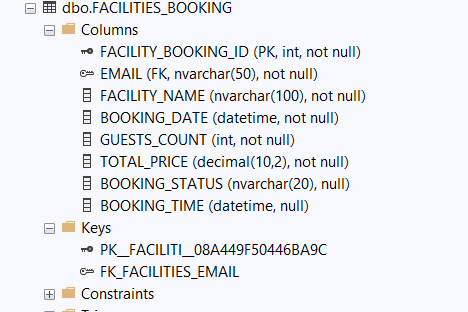 dbo.FACILITIES_BOOKING
Columns
FACILITY_BOOKING_ID (PK, int, not null)
EMAIL (FK, nvarchar(50), not null)
FACILITY_NAME (nvarchar(100), not null)
BOOKING_DATE (datetime, not null)
GUESTS_COUNT (int, not null)
TOTAL_PRICE (decimal(10,2), not null)
BOOKING_STATUS (nvarchar(20), null)
BOOKING_TIME (datetime, null)
Keys
PK__FACILITI__08A449F50446BA9C
FK_FACILITIES_EMAIL
Constraints